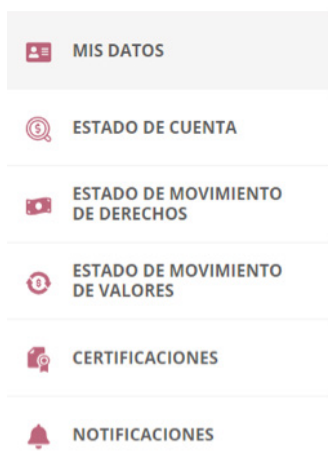 MIS DATOS
ESTADO DE CUENTA
ESTADO DE MOVIMIENTO
DE DERECHOS
ESTADO DE MOVIMIENTO
DE VALORES
CERTIFICACIONES
NOTIFICACIONES